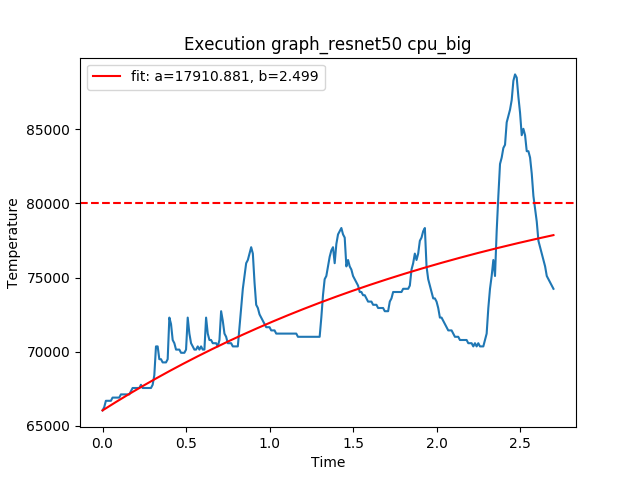 Execution graph_resnet50 cpu_big
fit: a=17910.881, b=2.499
85000
80000
75000
70000
65000
Temperature
0.0 0.5 1.0 1.5 2.0 2.5
Time